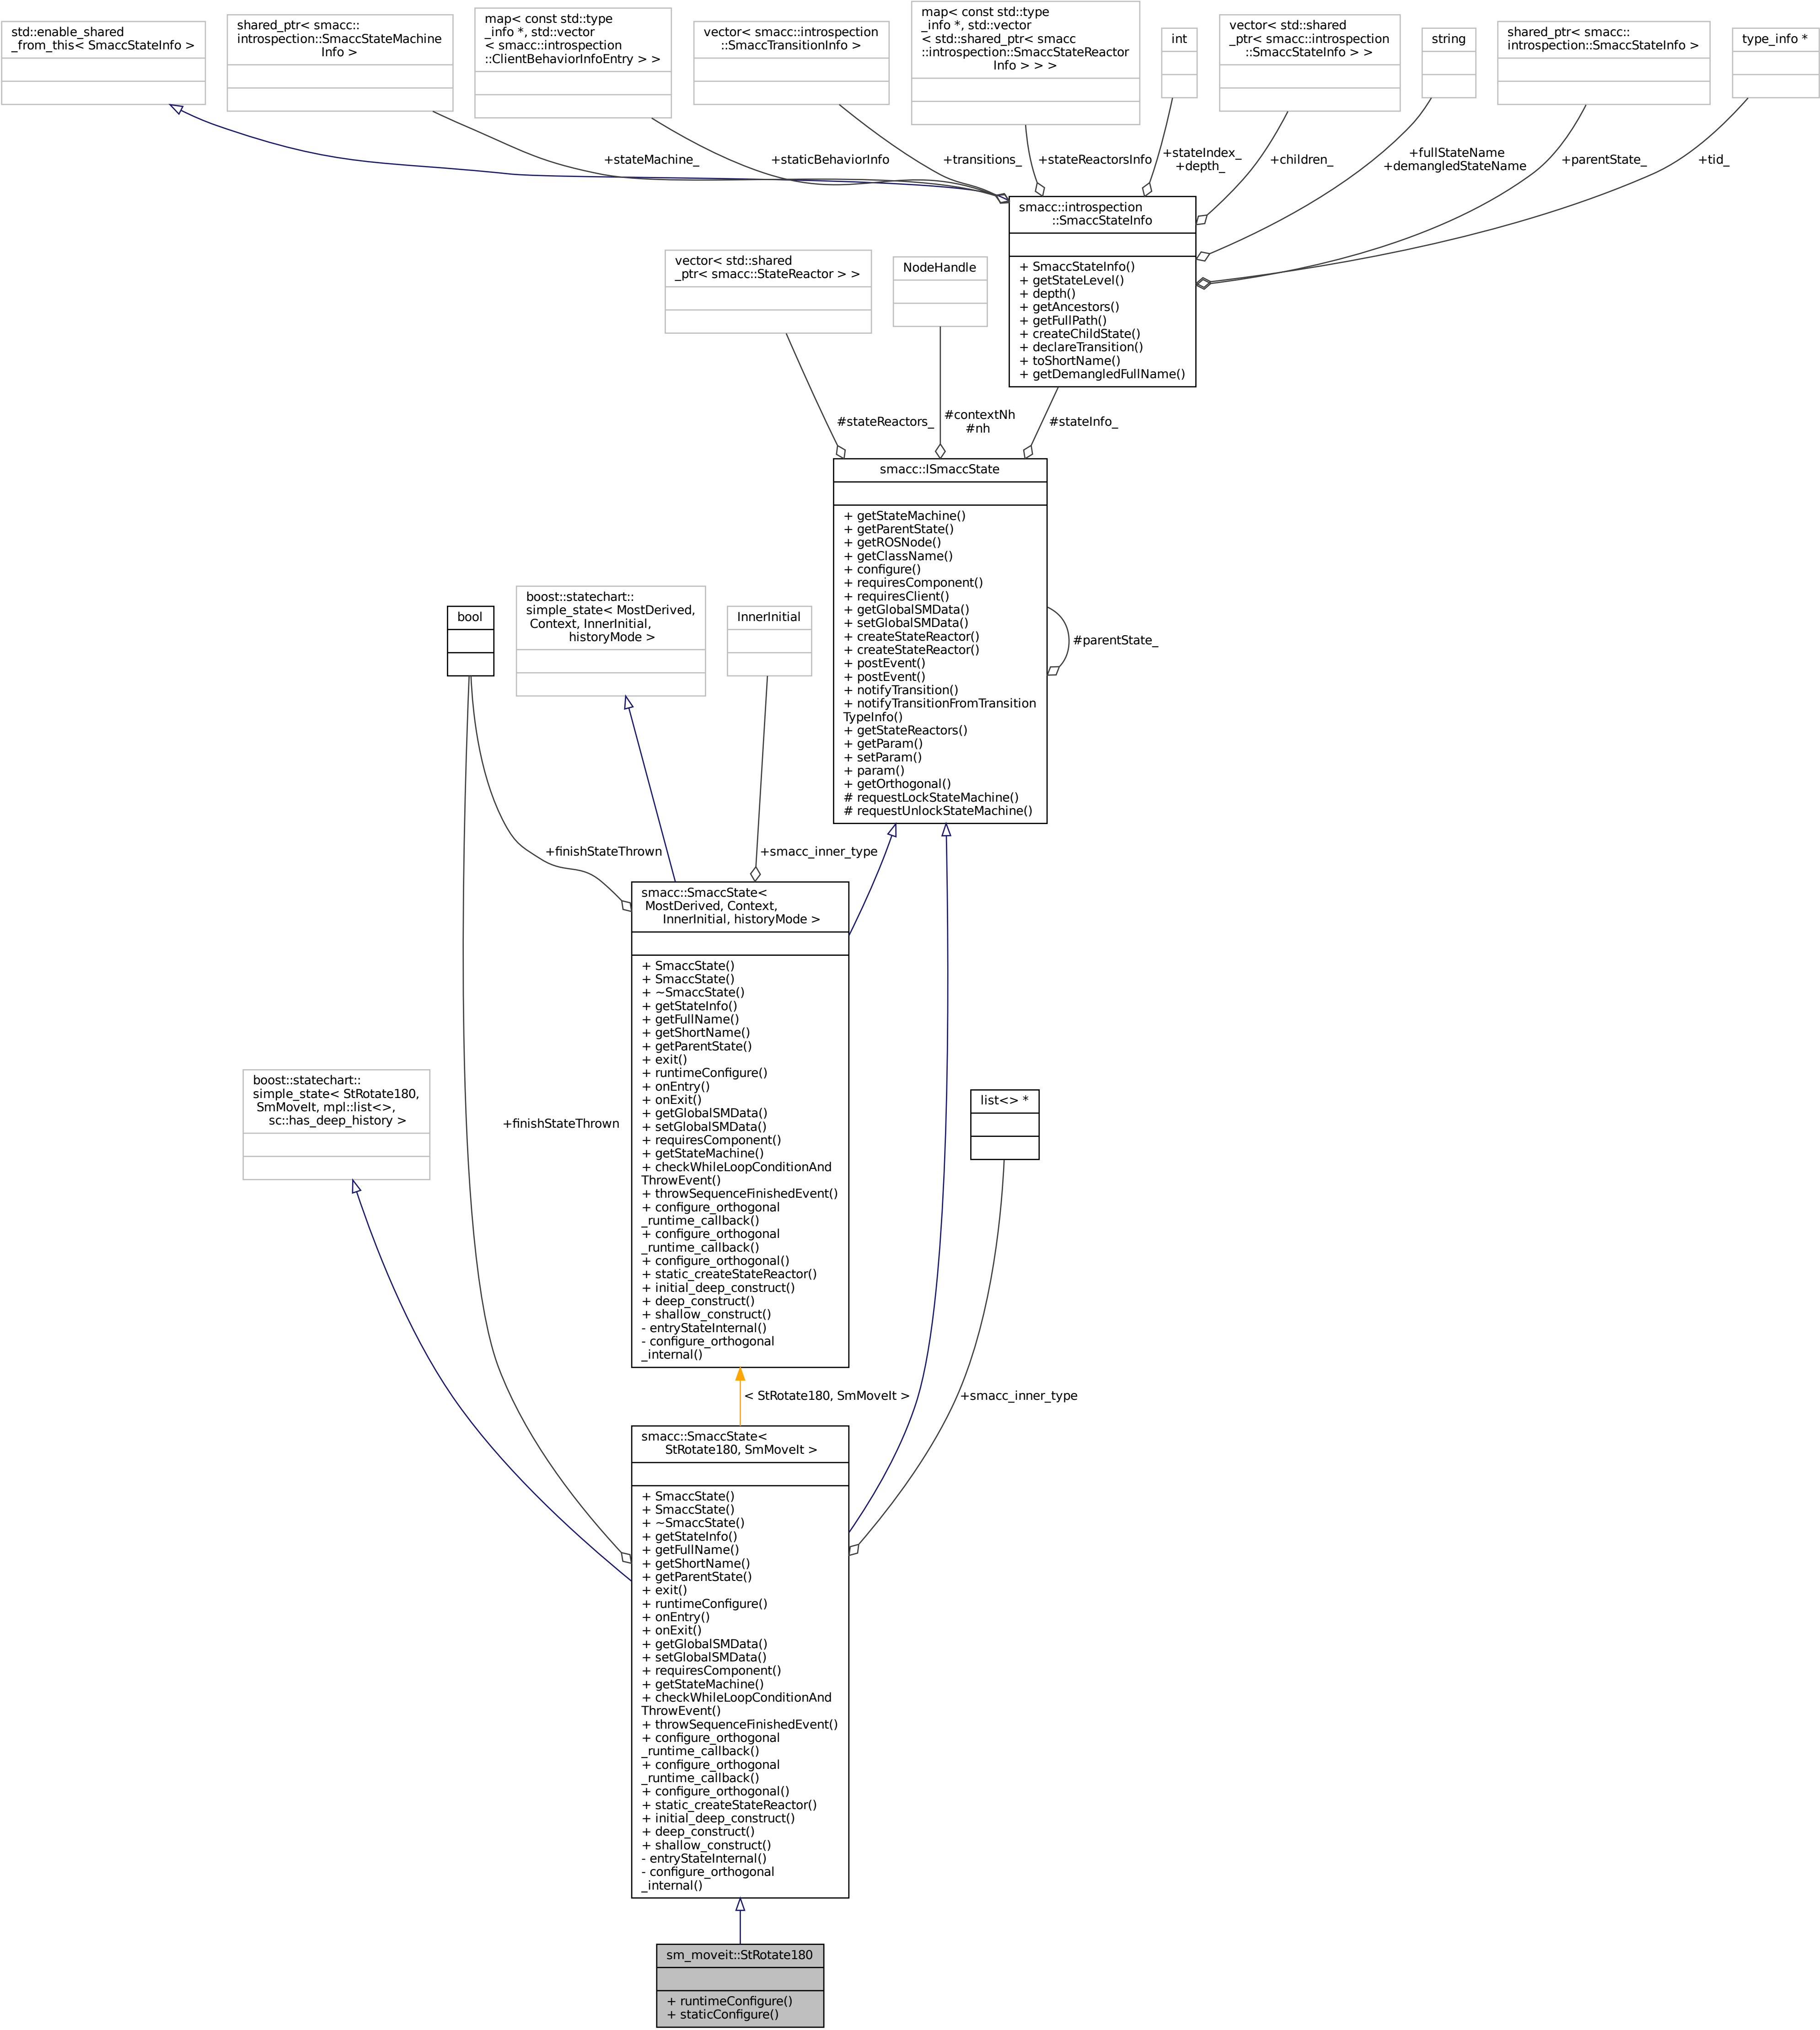 std::enable_shared
_from_this< SmaccStateInfo >
shared_ptr< smacc::
introspection::SmaccStateMachine
Info >
map< const std::type
_info *, std::vector
< smacc::introspection
::ClientBehaviorInfoEntry > >
vector< smacc::introspection
::SmaccTransitionInfo >
map< const std::type
_info *, std::vector
< std::shared_ptr< smacc
::introspection::SmaccStateReactor
Info > > >
int
vector< std::shared
_ptr< smacc::introspection
::SmaccStateInfo > >
string
shared_ptr< smacc::
introspection::SmaccStateInfo >
type_info *
+stateMachine_
+staticBehaviorInfo
+transitions_
+stateReactorsInfo
+stateIndex_
+depth_
+children_
+fullStateName
+demangledStateName
+parentState_
+tid_
smacc::introspection
::SmaccStateInfo
+ SmaccStateInfo()
+ getStateLevel()
+ depth()
+ getAncestors()
+ getFullPath()
+ createChildState()
+ declareTransition()
+ toShortName()
+ getDemangledFullName()
vector< std::shared
_ptr< smacc::StateReactor > >
NodeHandle
#stateReactors_
#contextNh
#nh
#stateInfo_
smacc::ISmaccState
+ getStateMachine()
+ getParentState()
+ getROSNode()
+ getClassName()
+ configure()
+ requiresComponent()
+ requiresClient()
+ getGlobalSMData()
+ setGlobalSMData()
+ createStateReactor()
+ createStateReactor()
+ postEvent()
+ postEvent()
+ notifyTransition()
+ notifyTransitionFromTransition
TypeInfo()
+ getStateReactors()
+ getParam()
+ setParam()
+ param()
+ getOrthogonal()
# requestLockStateMachine()
# requestUnlockStateMachine()
#parentState_
bool
boost::statechart::
simple_state< MostDerived,
Context, InnerInitial,
historyMode >
InnerInitial
+finishStateThrown
+smacc_inner_type
smacc::SmaccState<
MostDerived, Context,
InnerInitial, historyMode >
+ SmaccState()
+ SmaccState()
+ ~SmaccState()
+ getStateInfo()
+ getFullName()
+ getShortName()
+ getParentState()
+ exit()
+ runtimeConfigure()
+ onEntry()
+ onExit()
+ getGlobalSMData()
+ setGlobalSMData()
+ requiresComponent()
+ getStateMachine()
+ checkWhileLoopConditionAnd
ThrowEvent()
+ throwSequenceFinishedEvent()
+ configure_orthogonal
_runtime_callback()
+ configure_orthogonal
_runtime_callback()
+ configure_orthogonal()
+ static_createStateReactor()
+ initial_deep_construct()
+ deep_construct()
+ shallow_construct()
- entryStateInternal()
- configure_orthogonal
_internal()
boost::statechart::
simple_state< StRotate180,
SmMoveIt, mpl::list<>,
sc::has_deep_history >
+finishStateThrown
list<> *
< StRotate180, SmMoveIt >
+smacc_inner_type
smacc::SmaccState<
StRotate180, SmMoveIt >
+ SmaccState()
+ SmaccState()
+ ~SmaccState()
+ getStateInfo()
+ getFullName()
+ getShortName()
+ getParentState()
+ exit()
+ runtimeConfigure()
+ onEntry()
+ onExit()
+ getGlobalSMData()
+ setGlobalSMData()
+ requiresComponent()
+ getStateMachine()
+ checkWhileLoopConditionAnd
ThrowEvent()
+ throwSequenceFinishedEvent()
+ configure_orthogonal
_runtime_callback()
+ configure_orthogonal
_runtime_callback()
+ configure_orthogonal()
+ static_createStateReactor()
+ initial_deep_construct()
+ deep_construct()
+ shallow_construct()
- entryStateInternal()
- configure_orthogonal
_internal()
sm_moveit::StRotate180
+ runtimeConfigure()
+ staticConfigure()